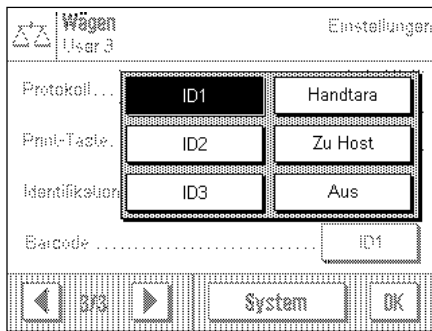 Wägen
Einstellungen
User 3
Protokoll...
ID1
Handtara
Print-Taste.
ID2
Zu Host
Identifikation
ID3
Aus
Barcode ............................ ID1
3/3
System
OK